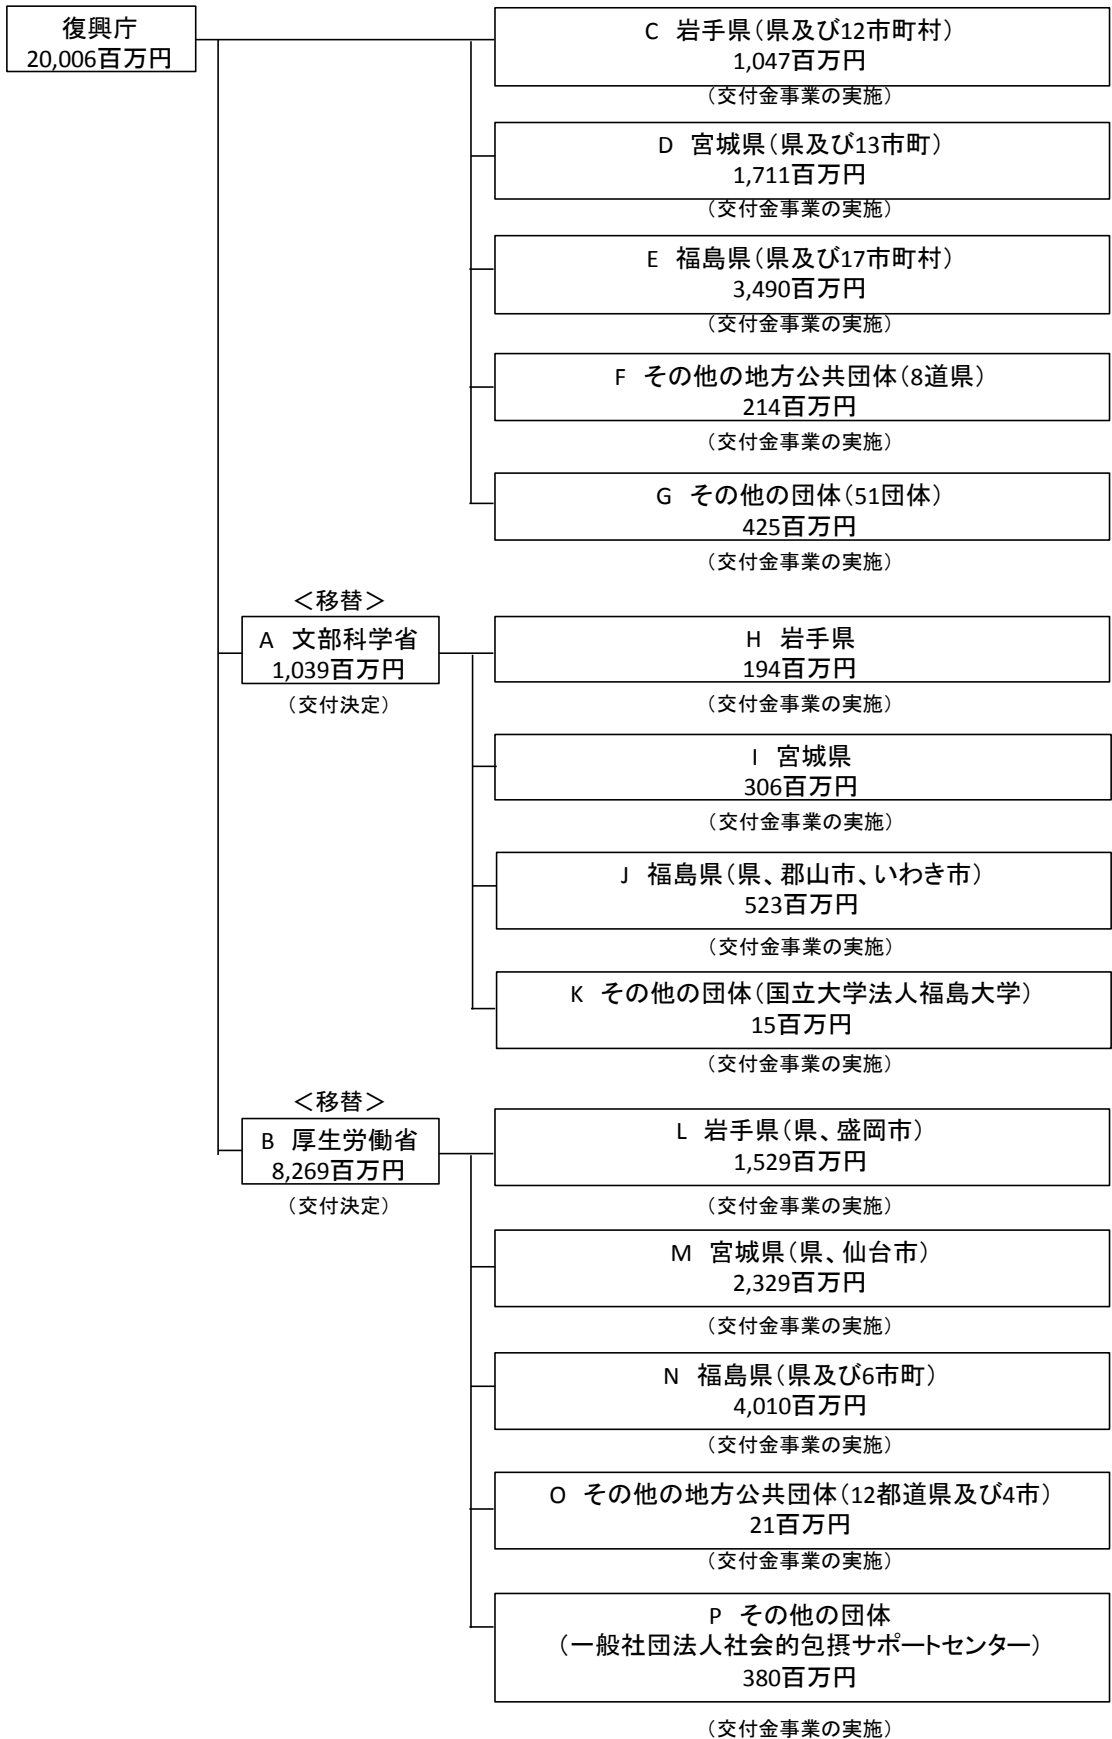 復興庁
20,006百万円
C 岩手県(県及び12市町村)
1,047百万円
(交付金事業の実施)
D 宮城県(県及び13市町)
1,711百万円
(交付金事業の実施)
E 福島県(県及び17市町村)
3,490百万円
(交付金事業の実施)
F その他の地方公共団体(8道県)
214百万円
(交付金事業の実施)
G その他の団体(51団体)
425百万円
(交付金事業の実施)
<移替>
A 文部科学省
1,039百万円
(交付決定)
H 岩手県
194百万円
(交付金事業の実施)
I 宮城県
306百万円
(交付金事業の実施)
J 福島県(県、郡山市、いわき市)
523百万円
(交付金事業の実施)
K その他の団体(国立大学法人福島大学)
15百万円
(交付金事業の実施)
<移替>
B 厚生労働省
8,269百万円
(交付決定)
L 岩手県(県、盛岡市)
1,529百万円
(交付金事業の実施)
M 宮城県(県、仙台市)
2,329百万円
(交付金事業の実施)
N 福島県(県及び6市町)
4,010百万円
(交付金事業の実施)
O その他の地方公共団体(12都道県及び4市)
21百万円
(交付金事業の実施)
P その他の団体
(一般社団法人社会的包摂サポートセンター)
380百万円
(交付金事業の実施)